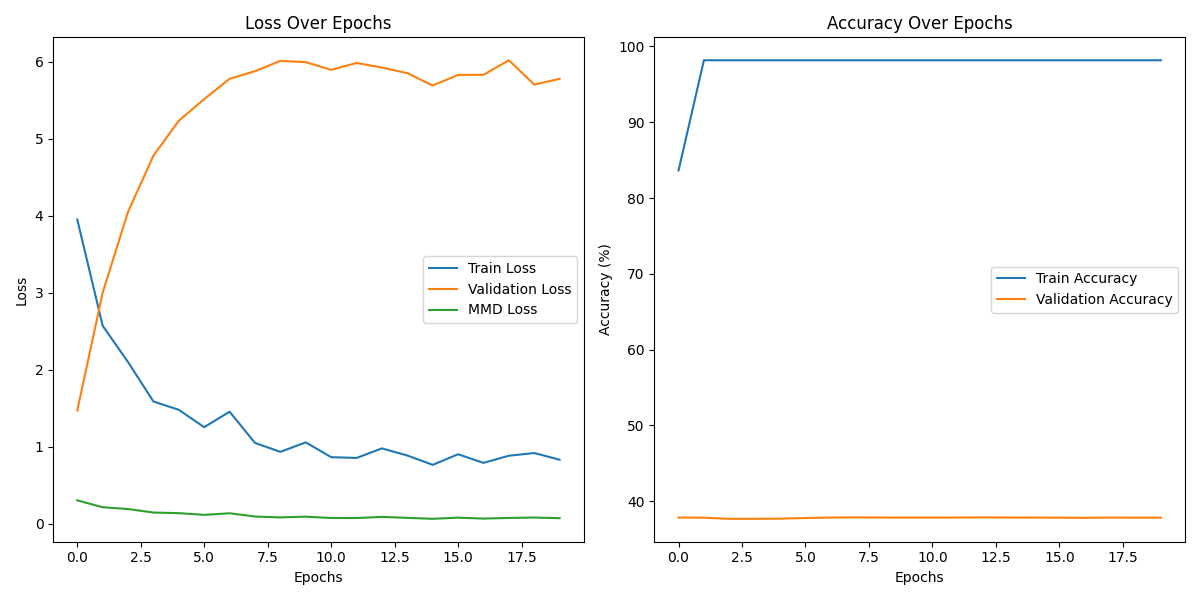 Loss Over Epochs
6
5
4
3
2
1
0
Loss
Train Loss
Validation Loss
MMD Loss
0.0 2.5 5.0 7.5 10.0 12.5 15.0 17.5
Epochs
Accuracy Over Epochs
100
90
80
70
60
50
40
Accuracy (%)
Train Accuracy
Validation Accuracy
0.0 2.5 5.0 7.5 10.0 12.5 15.0 17.5
Epochs